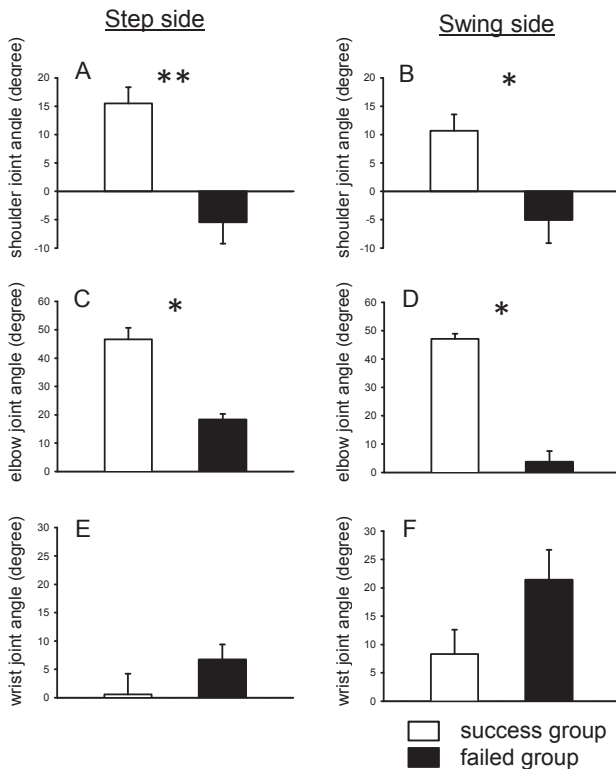 Step side
Swing side
A
**
shoulder ioint angle (degree)
20
15
10
5
0
-5
-10
B
*
shoulder joint angle (degree)
20
15
10
5
0
-5
-10
C
*
elbow joint angle (degree)
60
50
40
30
20
10
0
D
*
elbow joint angle (degree)
60
50
40
30
20
10
0
E
wrist joint angle (degree)
30
25
20
15
10
5
0
F
wrist joint angle (degree)
30
25
20
15
10
5
0
success group
failed group